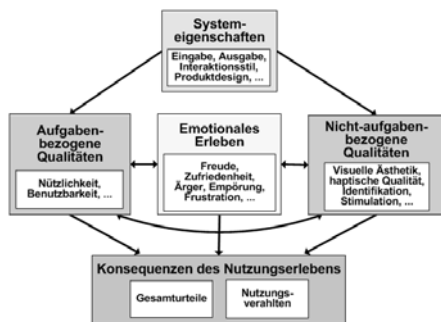 System-
eigenschaften
Eingabe, Ausgabe,
Interaktionsstil,
Produktdesign, ...
Aufgaben-
bezogene
Qualitäten
Nützlichkeit,
Benutzbarkeit, ...
Emotionales
Erleben
Freude,
Zufriedenheit,
Ärger, Empörung,
Frustration, ...
Nicht-aufgaben-
bezogene
Qualitäten
Visuelle Ästhetik,
haptische Qualität,
Identifikation,
Stimulation, ...
Konsequenzen des Nutzungserlebens
Gesamturteile
Nutzungs-
verahlten